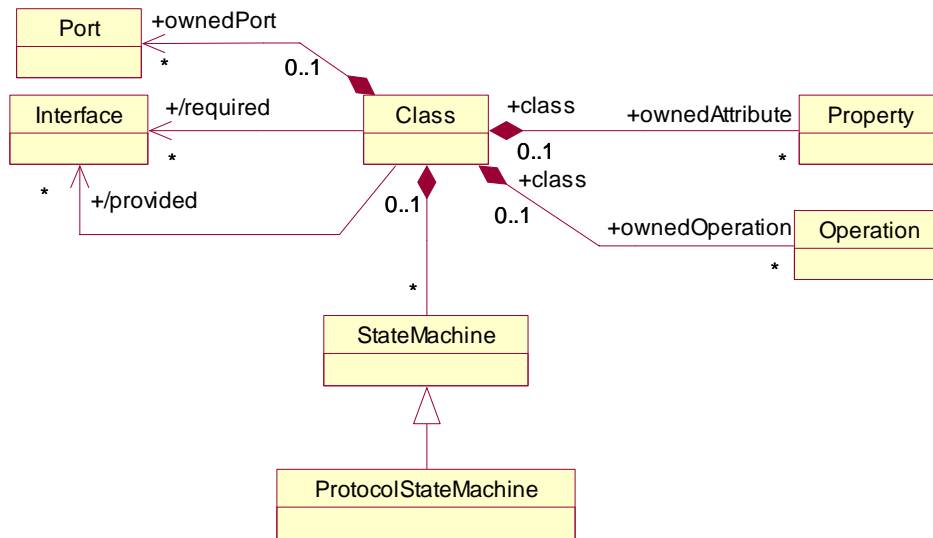 Port
+ownedPort
*
0..1
Interface
+/required
*
Class
+class
0..1
+ownedAttribute
*
Property
*
+/provided
0..1
+class
0..1
+ownedOperation
*
Operation
*
StateMachine
ProtocolStateMachine